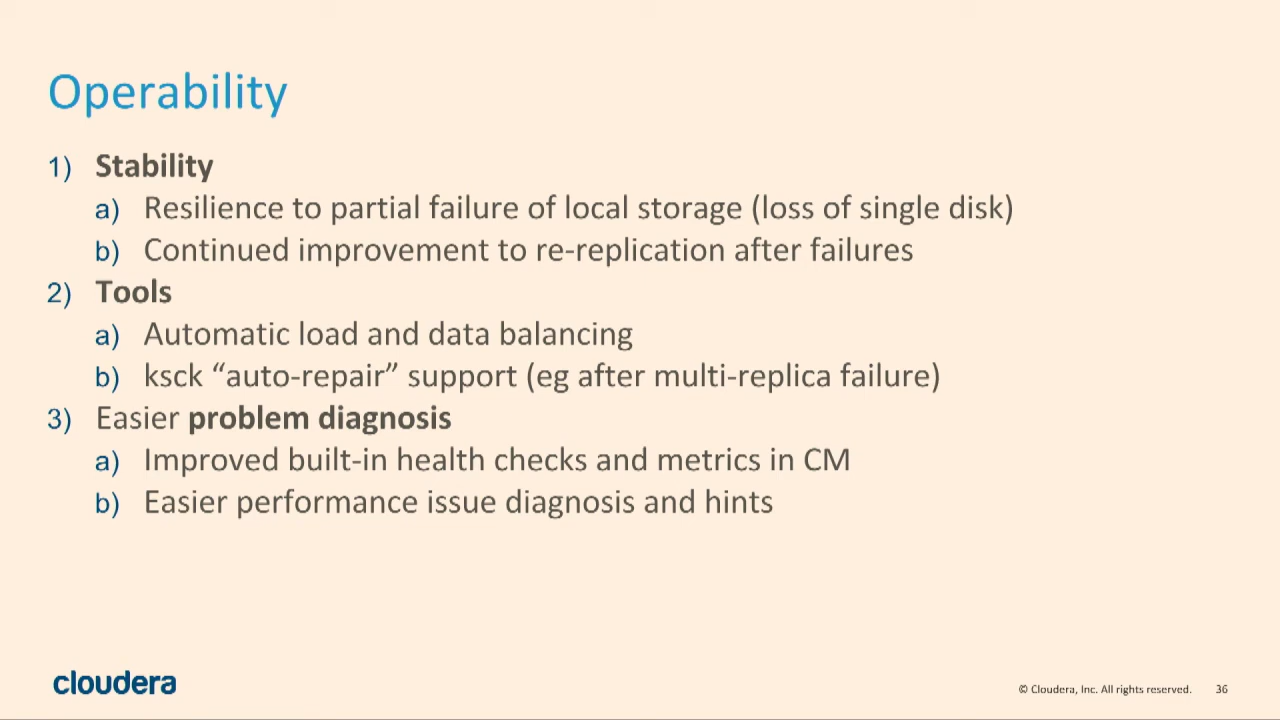 Operability
1) Stability
a) Resilience to partial failure of local storage (loss of single disk)
b) Continued improvement to re-replication after failures
2) Tools
a) Automatic load and data balancing
b) ksck “auto-repair” support (eg after multi-replica failure)
3) Easier problem diagnosis
a) Improved built-in health checks and metrics in CM
b) Easier performance issue diagnosis and hints
cloudera
© Cloudera, Inc. All rights reserved. 36